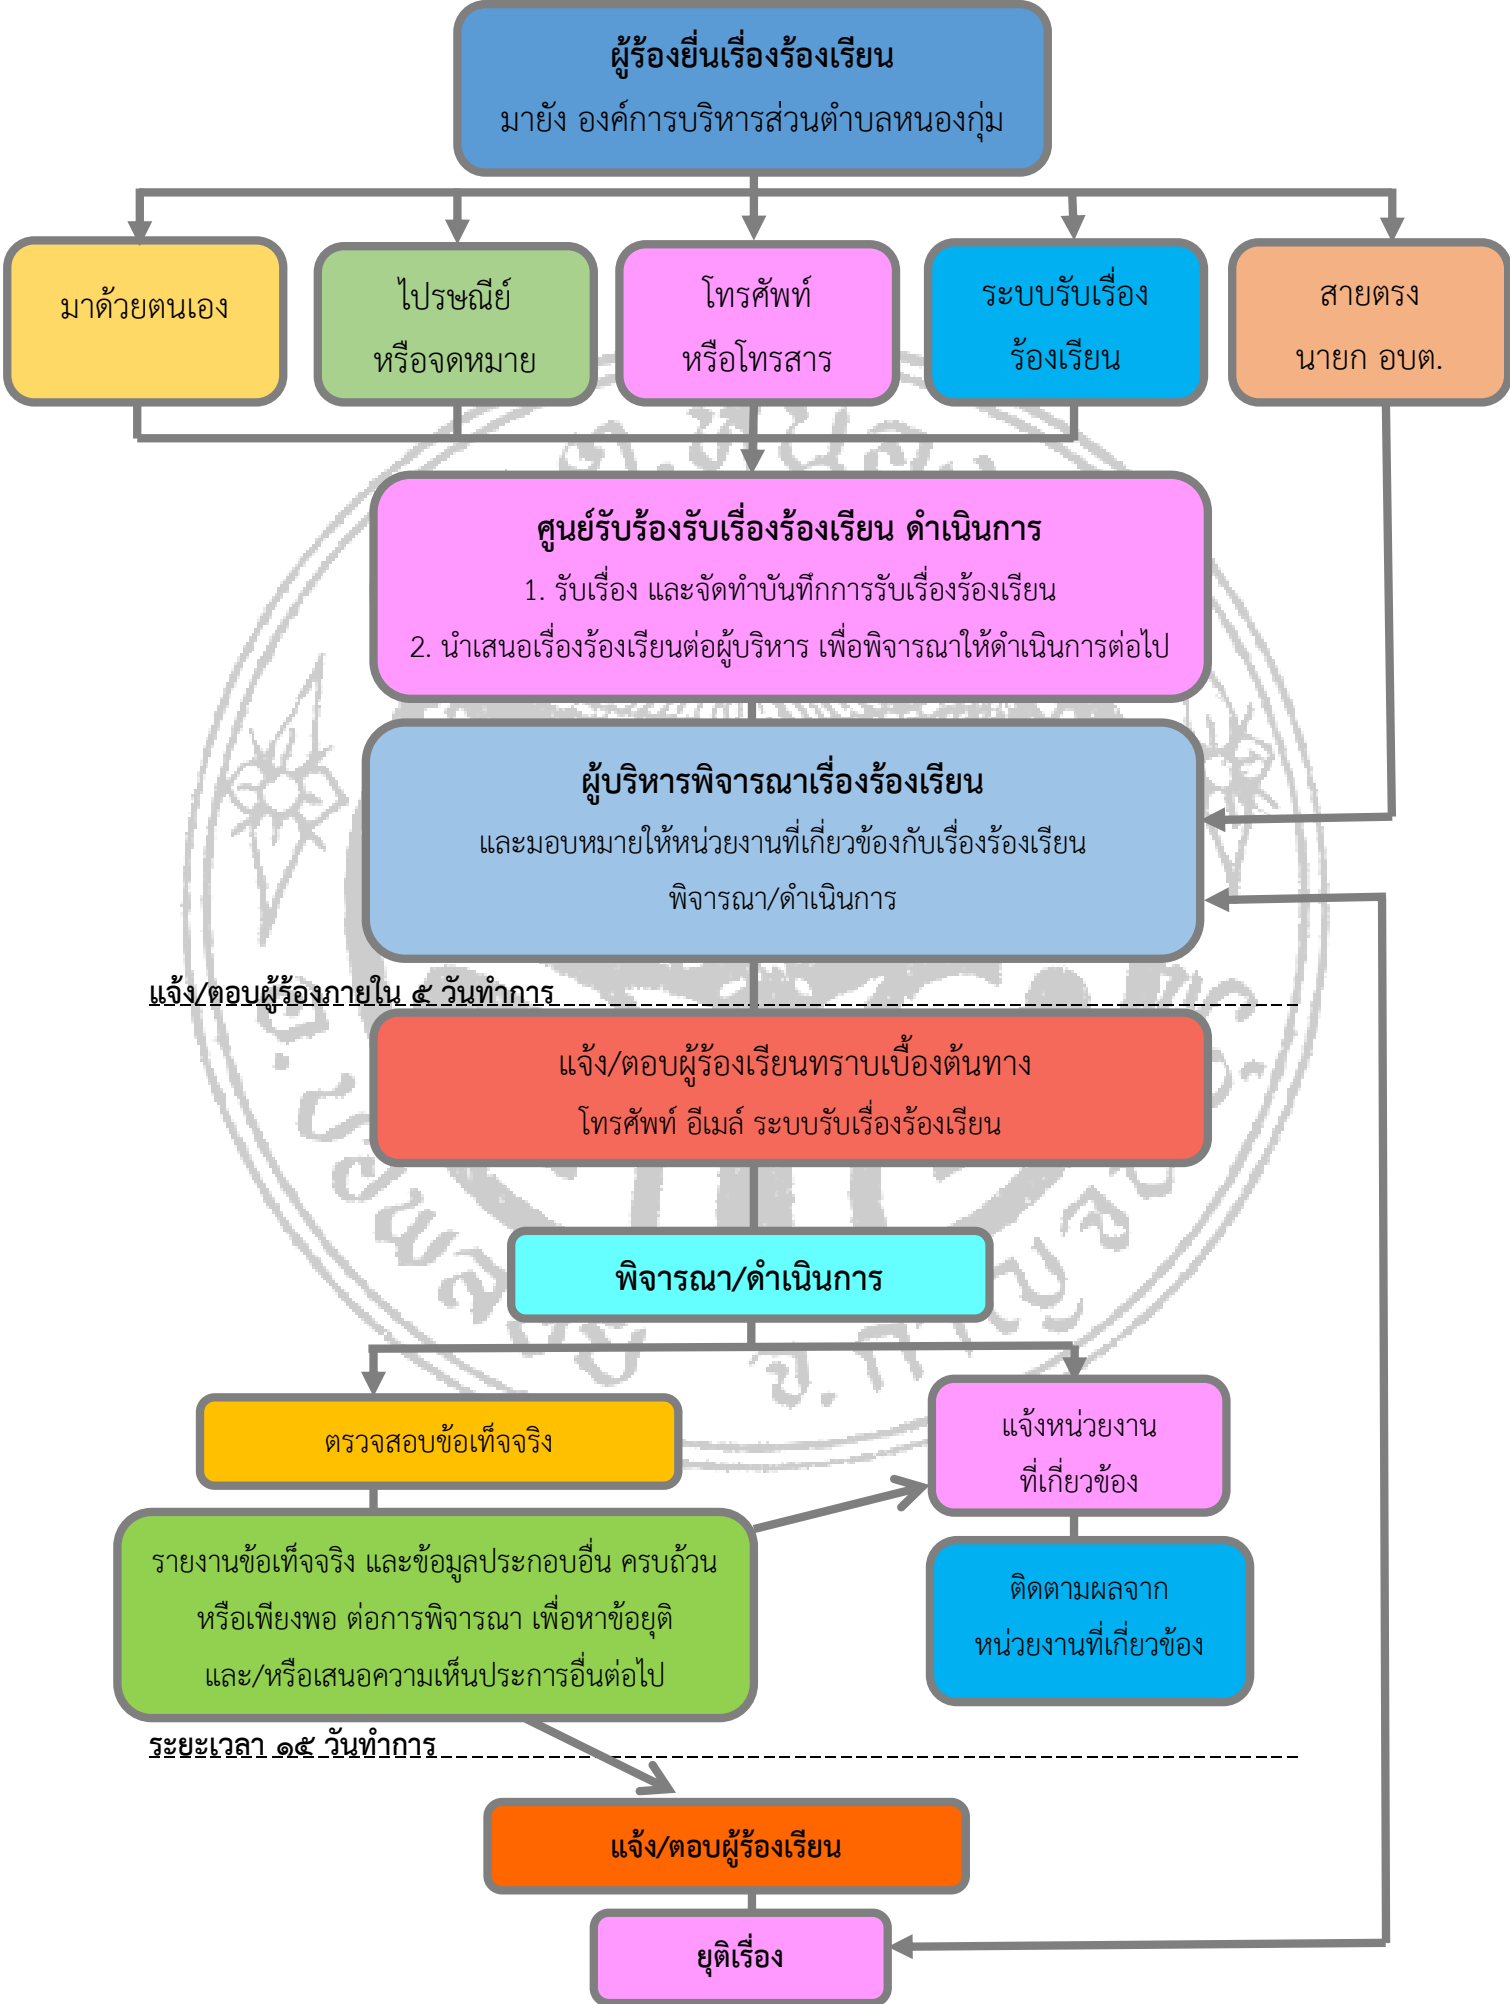 ผู้ร้องยื่นเรื่องร้องเรียน
มายัง องค์การบริหารส่วนตำบลหนองกุ่ม
มาด้วยตนเอง
ไปรษณีย์
หรือจดหมาย
โทรศัพท์
หรือโทรสาร
ระบบรับเรื่อง
ร้องเรียน
สายตรง
นายก อบต.
ศูนย์รับร้องรับเรื่องร้องเรียน ดำเนินการ
1. รับเรื่อง และจัดทำบันทึกการรับเรื่องร้องเรียน
2. นำเสนอเรื่องร้องเรียนต่อผู้บริหาร เพื่อพิจารณาให้ดำเนินการต่อไป
ผู้บริหารพิจารณาเรื่องร้องเรียน
และมอบหมายให้หน่วยงานที่เกี่ยวข้องกับเรื่องร้องเรียน
พิจารณา/ดำเนินการ
แจ้ง/ตอบผู้ร้องภายใน ๕ วันทำการ
แจ้ง/ตอบผู้ร้องเรียนทราบเบื้องต้นทาง
โทรศัพท์ อีเมล์ ระบบรับเรื่องร้องเรียน
พิจารณา/ดำเนินการ
ตรวจสอบข้อเท็จจริง
แจ้งหน่วยงาน
ที่เกี่ยวข้อง
รายงานข้อเท็จจริง และข้อมูลประกอบอื่น ครบถ้วน
หรือเพียงพอ ต่อการพิจารณา เพื่อหาข้อยุติ
และ/หรือเสนอความเห็นประการอื่นต่อไป
ติดตามผลจาก
หน่วยงานที่เกี่ยวข้อง
ระยะเวลา ๑๕ วันทำการ
แจ้ง/ตอบผู้ร้องเรียน
ยุติเรื่อง